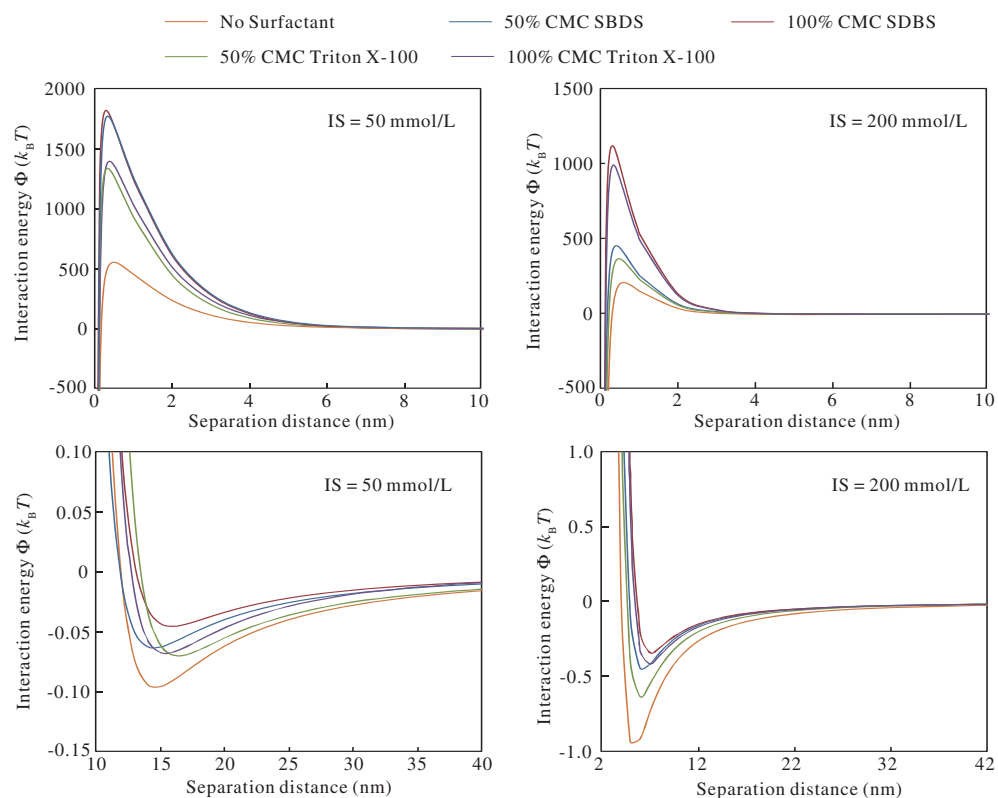 No Surfactant
50% CMC SBDS
100% CMC SDBS
50% CMC Triton X-100
100% CMC Triton X-100
Interaction energy Φ (k_B T)
2000
1500
1000
500
0
-500
IS = 50 mmol/L
0 2 4 6 8 10
Separation distance (nm)
Interaction energy Φ (k_B T)
1500
1000
500
0
-500
IS = 200 mmol/L
0 2 4 6 8 10
Separation distance (nm)
Interaction energy Φ (k_B T)
0.10
0.05
0
-0.05
-0.10
-0.15
IS = 50 mmol/L
10 15 20 25 30 35 40
Separation distance (nm)
Interaction energy Φ (k_B T)
1.0
0.5
0
-0.5
-1.0
IS = 200 mmol/L
2 12 22 32 42
Separation distance (nm)